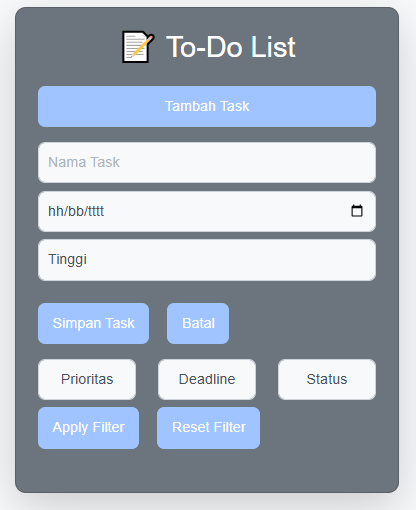 To-Do List
Tambah Task
Nama Task
hh/bb/tttt
Tinggi
Simpan Task Batal
Prioritas Deadline Status
Apply Filter Reset Filter